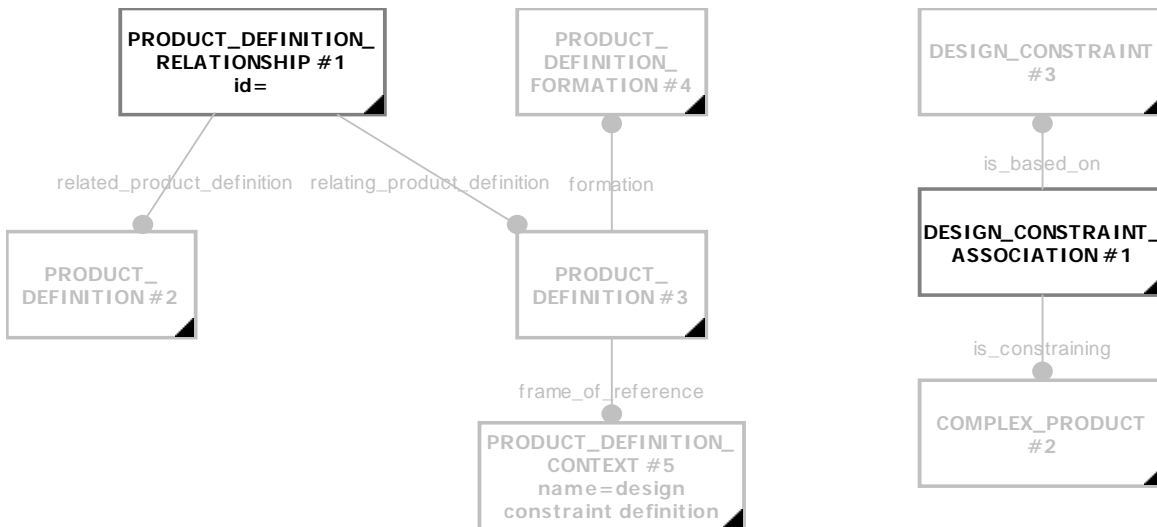 PRODUCT_DEFINITION_
RELATIONSHIP #1
id=
PRODUCT_
DEFINITION_
FORMATION #4
DESIGN_CONSTRAINT
#3
related_product_definition
relating_product_definition
formation
is_based_on
PRODUCT_
DEFINITION #2
PRODUCT_
DEFINITION #3
DESIGN_CONSTRAINT_
ASSOCIATION #1
frame_of_reference
is_constraining
PRODUCT_DEFINITION_
CONTEXT #5
name=design
constraint definition
COMPLEX_PRODUCT
#2